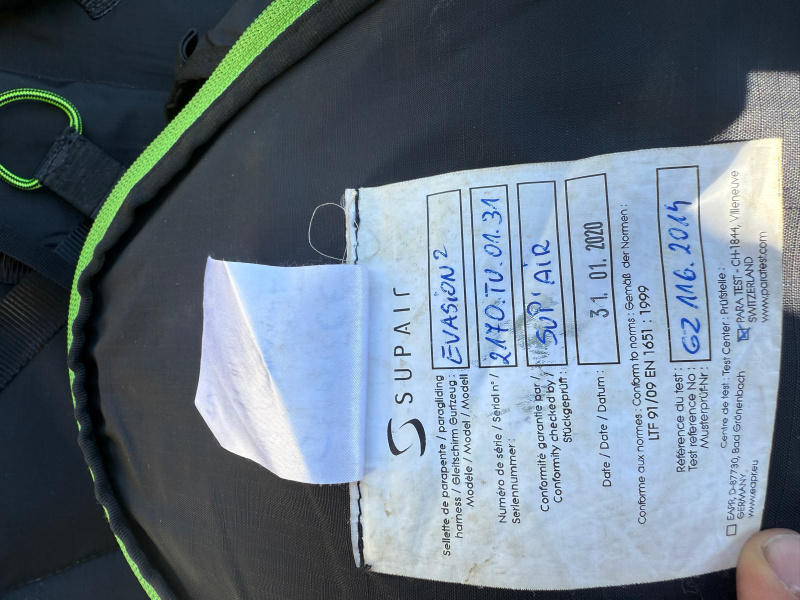 SUPAIR
Sellette de parapente / paragliding
harness / Gleitschirm Gurtzeug :
Modèle / Model / Modell
EVASION 2
Numéro de série / Serial n° /
Seriennummer :
2170.TU.01.31
Conformité garantie par /
Conformity checked by /
Stückgeprüft :
SUP'AIR
Date / Date / Datum :
31. 01. 2020
Conforme aux normes : Conform to norms : Gemäß der Normen :
LTF 91/09 EN 1651 : 1999
Référence du test :
Test reference No :
Musterprüf-Nr :
GZ 116.2014
Centre de test : Test Center : Prüfstelle :
EAPR, D-87730, Bad Grönenbach
GERMANY
www.eapr.eu
PARA TEST - CH-1844, Villeneuve
SWITZERLAND
www.paratest.com